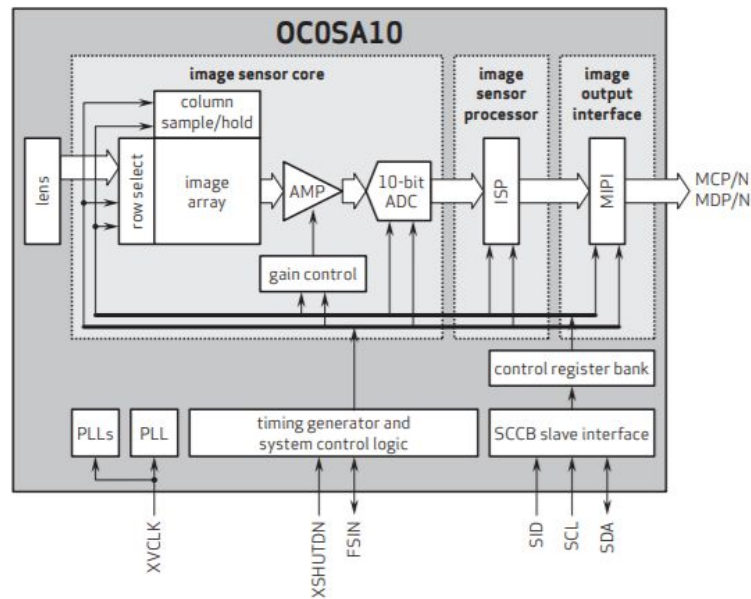 OC0SA10
image sensor core
image
sensor
processor
image
output
interface
column
sample/hold
lens
row select
image
array
AMP
10-bit
ADC
ISP
MIPI
MCP/N
MDP/N
gain control
control register bank
PLLs
PLL
timing generator and
system control logic
SCCB slave interface
XVCLK
XSHUTDN
FSIN
SID
SCL
SDA